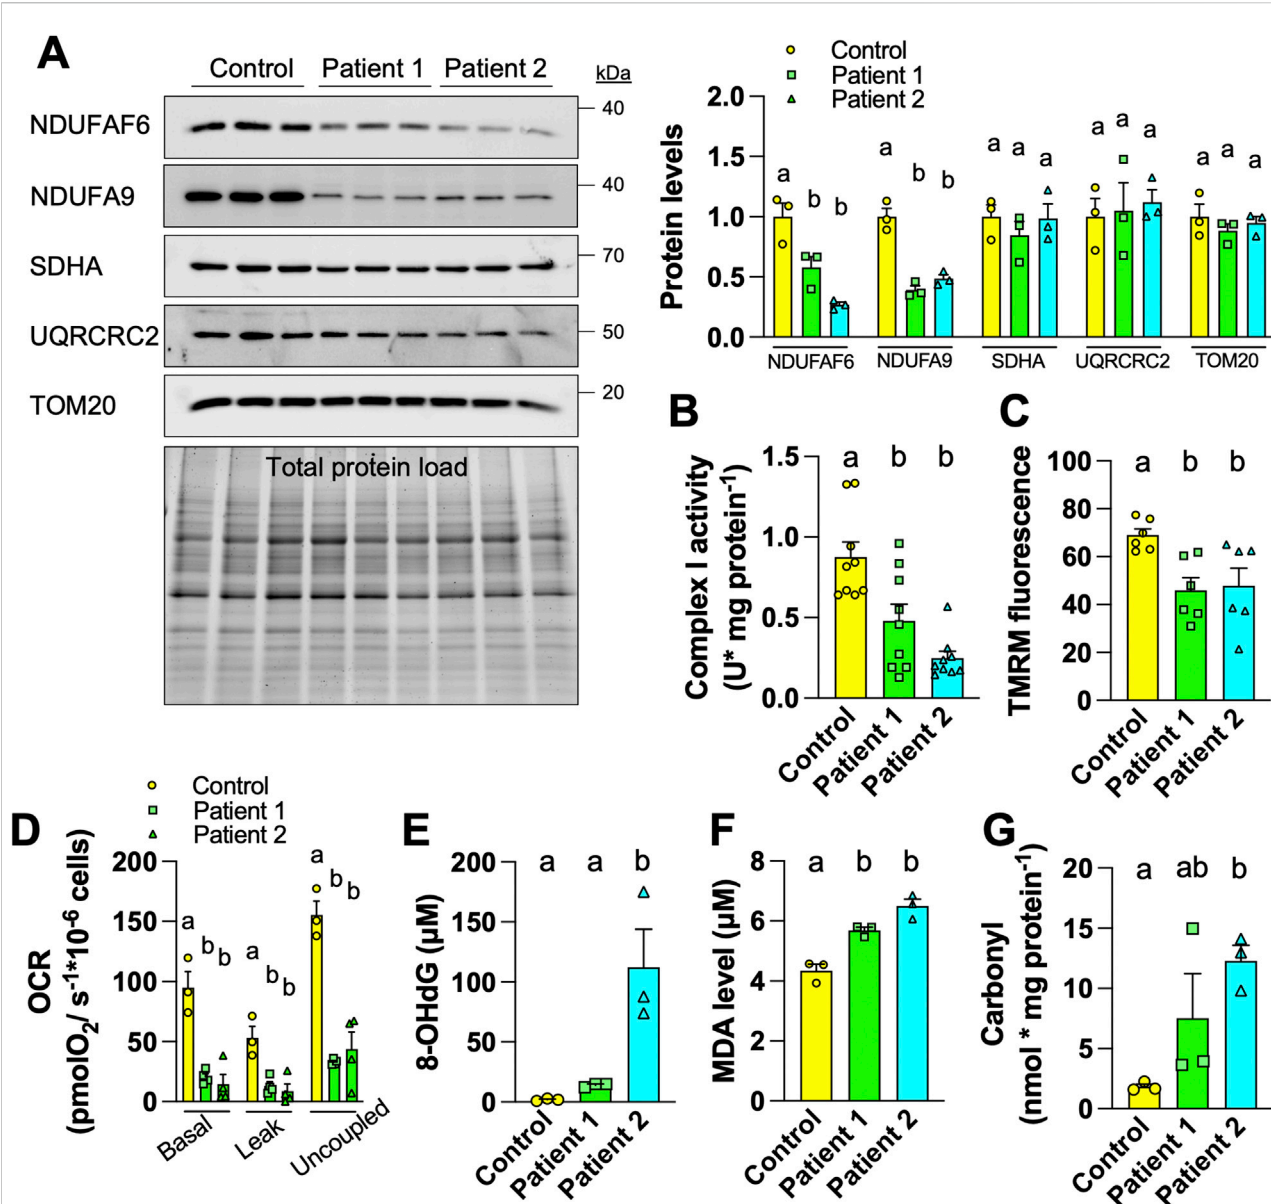 A
Control Patient 1 Patient 2
kDa
NDUFAF6
40
NDUFA9
40
SDHA
70
UQRCRC2
50
TOM20
20
Total protein load
Control
Patient 1
Patient 2
Protein levels
2.0
1.5
1.0
0.5
0.0
a b b a b b a a a a a a a a a
NDUFAF6 NDUFA9 SDHA UQRCRC2 TOM20
B
Complex I activity
(U* mg protein-1)
1.5
1.0
0.5
0.0
a b b
Control Patient 1 Patient 2
C
TMRM fluorescence
100
80
60
40
20
0
a b b
Control Patient 1 Patient 2
D
Control
Patient 1
Patient 2
OCR
(pmolO2/ s-1*10-6 cells)
200
150
100
50
0
a b b a b b a b b
Basal Leak Uncoupled
E
8-OHdG (µM)
200
150
100
50
0
a a b
Control Patient 1 Patient 2
F
MDA level (µM)
8
6
4
2
0
a b b
Control Patient 1 Patient 2
G
Carbonyl
(nmol * mg protein-1)
20
15
10
5
0
a ab b
Control Patient 1 Patient 2